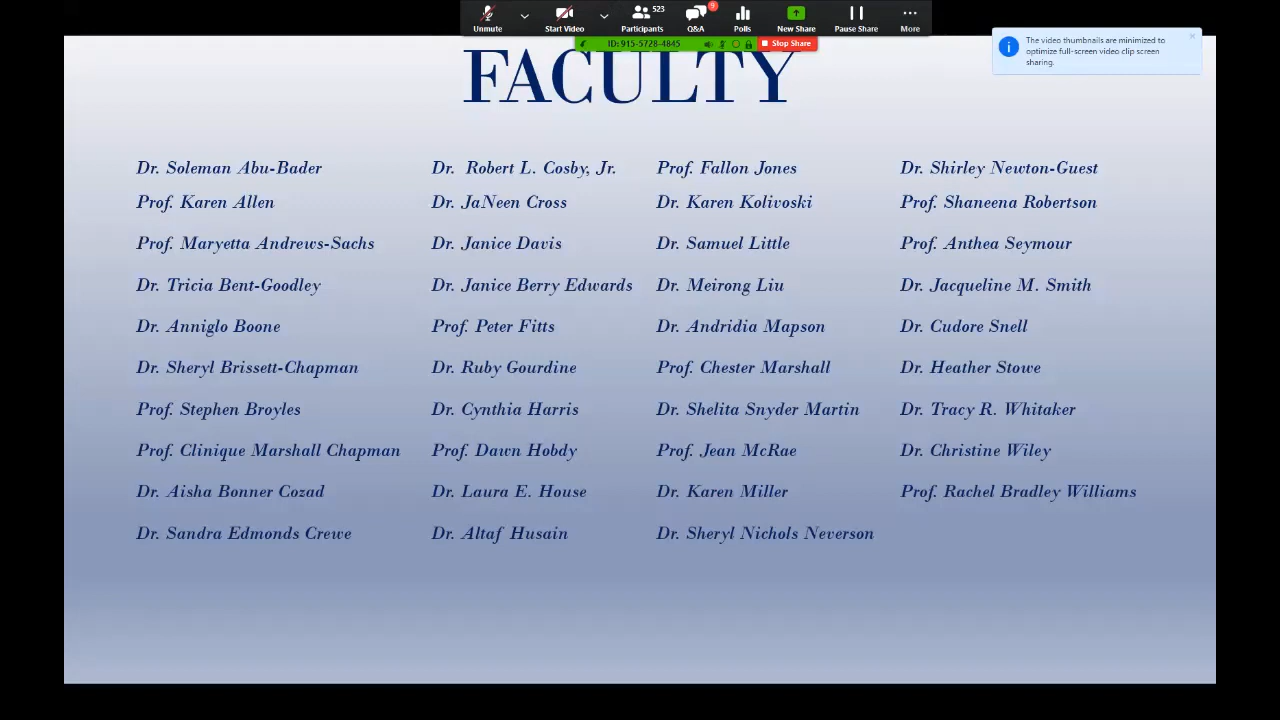 523
9
Unmute
Start Video
Participants
Q&A
Polls
New Share
Pause Share
More
ID: 915-5728-4845
Stop Share
The video thumbnails are minimized to
optimize full-screen video clip screen
sharing.
FACULTY
Dr. Soleman Abu-Bader
Prof. Karen Allen
Prof. Maryetta Andrews-Sachs
Dr. Tricia Bent-Goodley
Dr. Anniglo Boone
Dr. Sheryl Brissett-Chapman
Prof. Stephen Broyles
Prof. Clinique Marshall Chapman
Dr. Aisha Bonner Cozad
Dr. Sandra Edmonds Crewe
Dr. Robert L. Cosby, Jr.
Dr. JaNeen Cross
Dr. Janice Davis
Dr. Janice Berry Edwards
Prof. Peter Fitts
Dr. Ruby Gourdine
Dr. Cynthia Harris
Prof. Dawn Hobdy
Dr. Laura E. House
Dr. Altaf Husain
Prof. Fallon Jones
Dr. Karen Kolivoski
Dr. Samuel Little
Dr. Meirong Liu
Dr. Andridia Mapson
Prof. Chester Marshall
Dr. Shelita Snyder Martin
Prof. Jean McRae
Dr. Karen Miller
Dr. Sheryl Nichols Neverson
Dr. Shirley Newton-Guest
Prof. Shaneena Robertson
Prof. Anthea Seymour
Dr. Jacqueline M. Smith
Dr. Cudore Snell
Dr. Heather Stowe
Dr. Tracy R. Whitaker
Dr. Christine Wiley
Prof. Rachel Bradley Williams